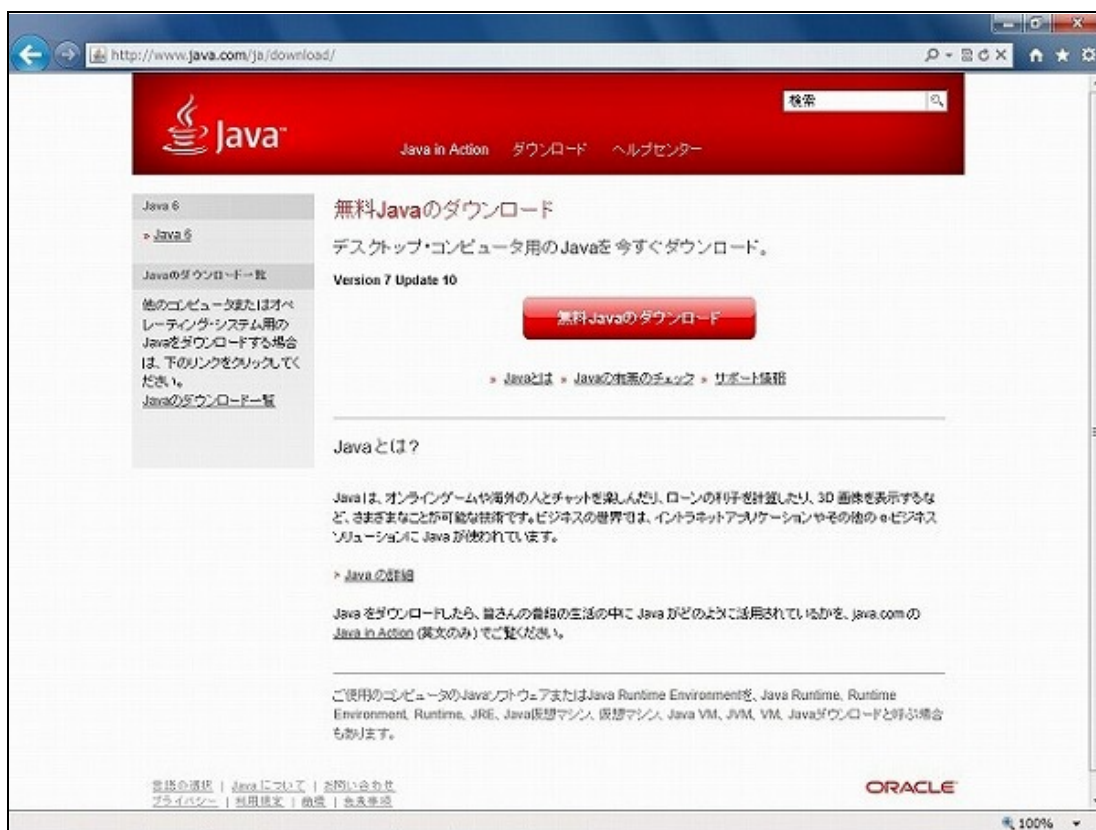 http://www.java.com/ja/download/
検索
Java™
Java in Action ダウンロード ヘルプセンター
Java 6
» Java 6
Javaのダウンロード一覧
他のコンピュータまたはオペ
レーティング・システム用の
Javaをダウンロードする場合
は、下のリンクをクリックしてく
ださい。
Javaのダウンロード一覧
無料Javaのダウンロード
デスクトップ・コンピュータ用のJavaを今すぐダウンロード。
Version 7 Update 10
無料Javaのダウンロード
» Javaとは » Javaの有無のチェック » サポート情報
Javaとは?
Javaは、オンラインゲームや海外の人とチャットを楽しんだり、ローンの利子を計算したり、3D 画像を表示するな
ど、さまざまなことが可能な技術です。ビジネスの世界では、イントラネットアプリケーションやその他の e-ビジネス
ソリューションに Java が使われています。
» Java の詳細
Java をダウンロードしたら、皆さんの普段の生活の中に Java がどのように活用されているかを、java.com の
Java in Action (英文のみ) でご覧ください。
ご使用のコンピュータのJavaソフトウェアまたはJava Runtime Environmentを、Java Runtime, Runtime
Environment, Runtime, JRE, Java仮想マシン, 仮想マシン, Java VM, JVM, VM, Javaダウンロードと呼ぶ場合
もあります。
言語の選択 | Java について | お問い合わせ
プライバシー | 利用規定 | 商標 | 免責事項
ORACLE
100%